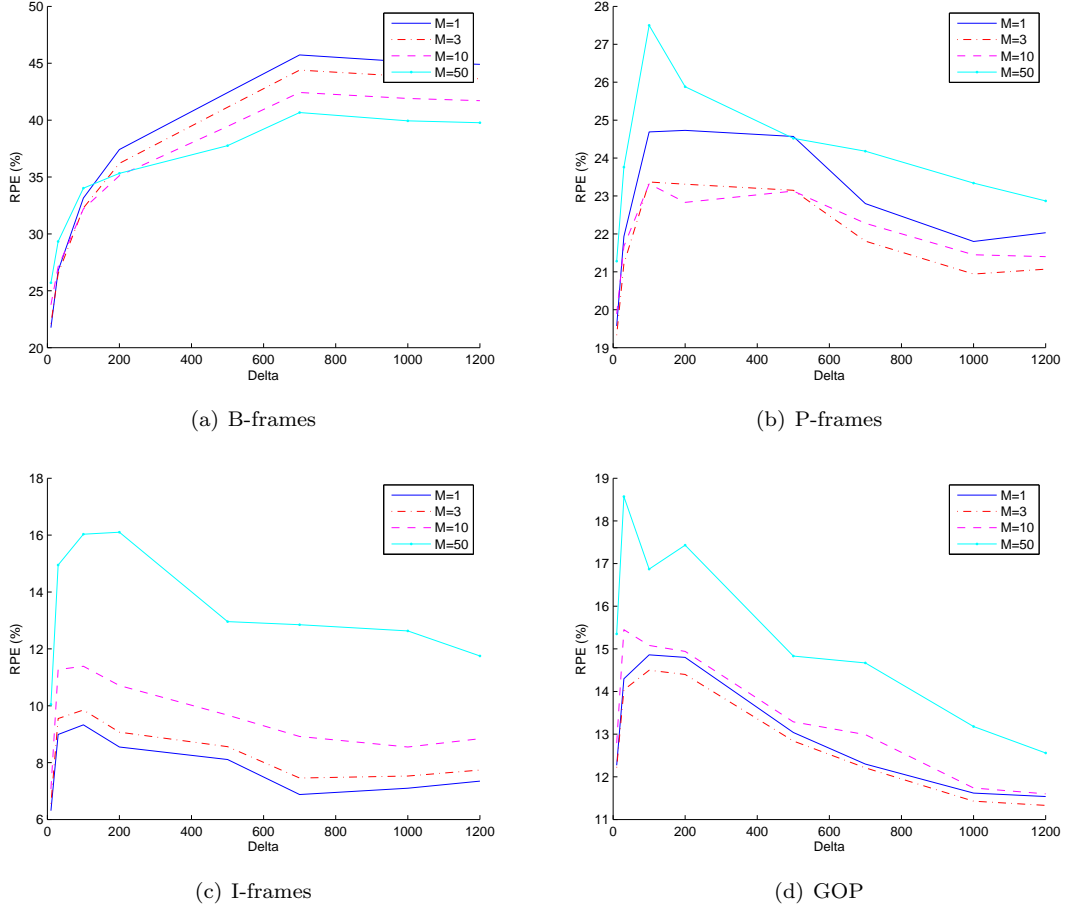 50
45
40
35
30
25
20
0
200
400
600
800
1000
1200
RPE (%)
Delta
M=1
M=3
M=10
M=50
(a) B-frames
28
27
26
25
24
23
22
21
20
19
0
200
400
600
800
1000
1200
RPE (%)
Delta
M=1
M=3
M=10
M=50
(b) P-frames
18
16
14
12
10
8
6
0
200
400
600
800
1000
1200
RPE (%)
Delta
M=1
M=3
M=10
M=50
(c) I-frames
19
18
17
16
15
14
13
12
11
0
200
400
600
800
1000
1200
RPE (%)
Delta
M=1
M=3
M=10
M=50
(d) GOP